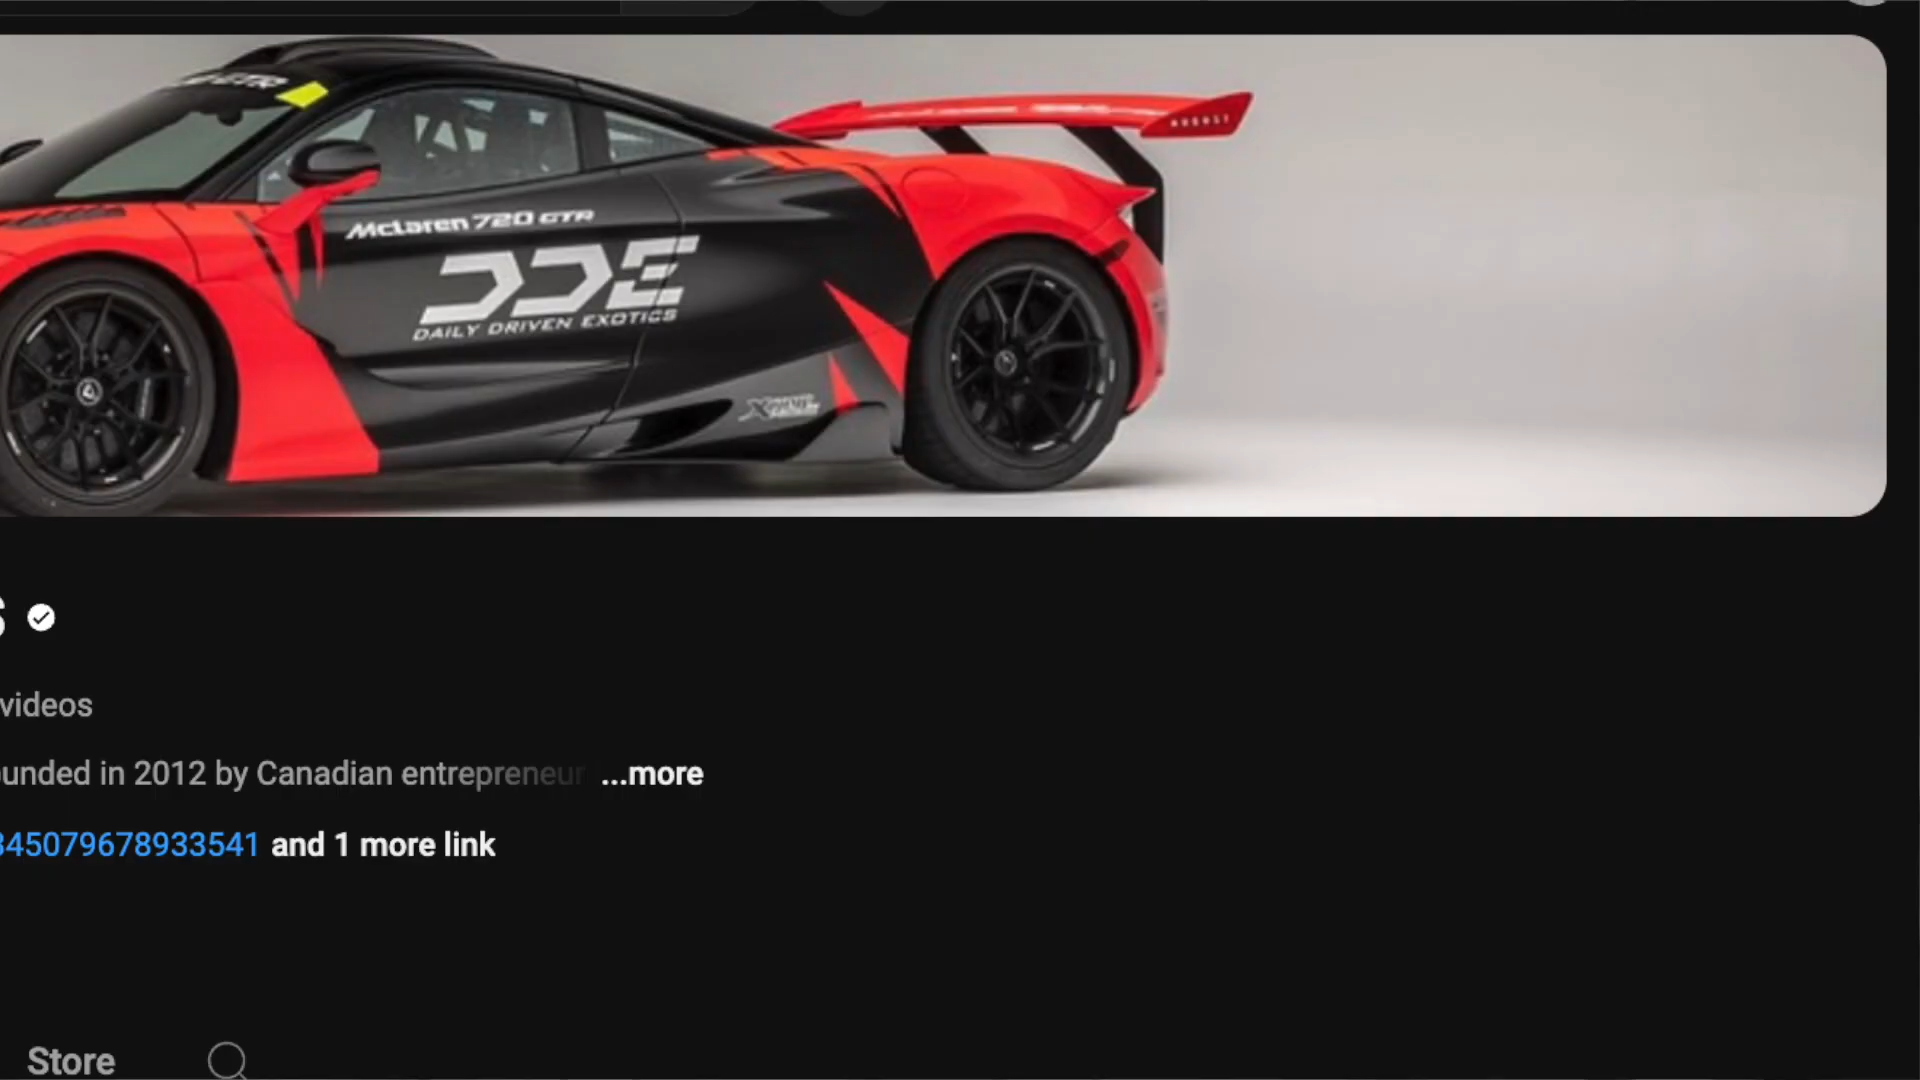 AUGUST
McLaren 720 GTR
DDE
DAILY DRIVEN EXOTICS
videos
in 2012 by Canadian entrepreneur ...more
345079678933541 and 1 more link
Store